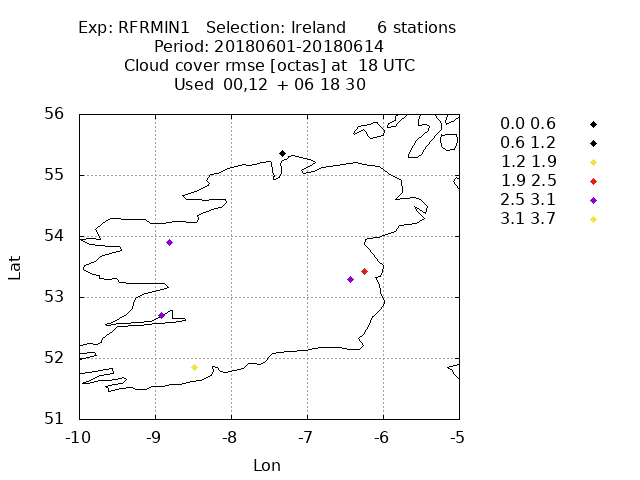 Exp: RFRMIN1   Selection: Ireland      6 stations
Period: 20180601-20180614
Cloud cover rmse [octas] at  18 UTC
Used  00,12  + 06 18 30
0.0 0.6
0.6 1.2
1.2 1.9
1.9 2.5
2.5 3.1
3.1 3.7
56
55
54
53
52
51
Lat
-10 -9 -8 -7 -6 -5
Lon